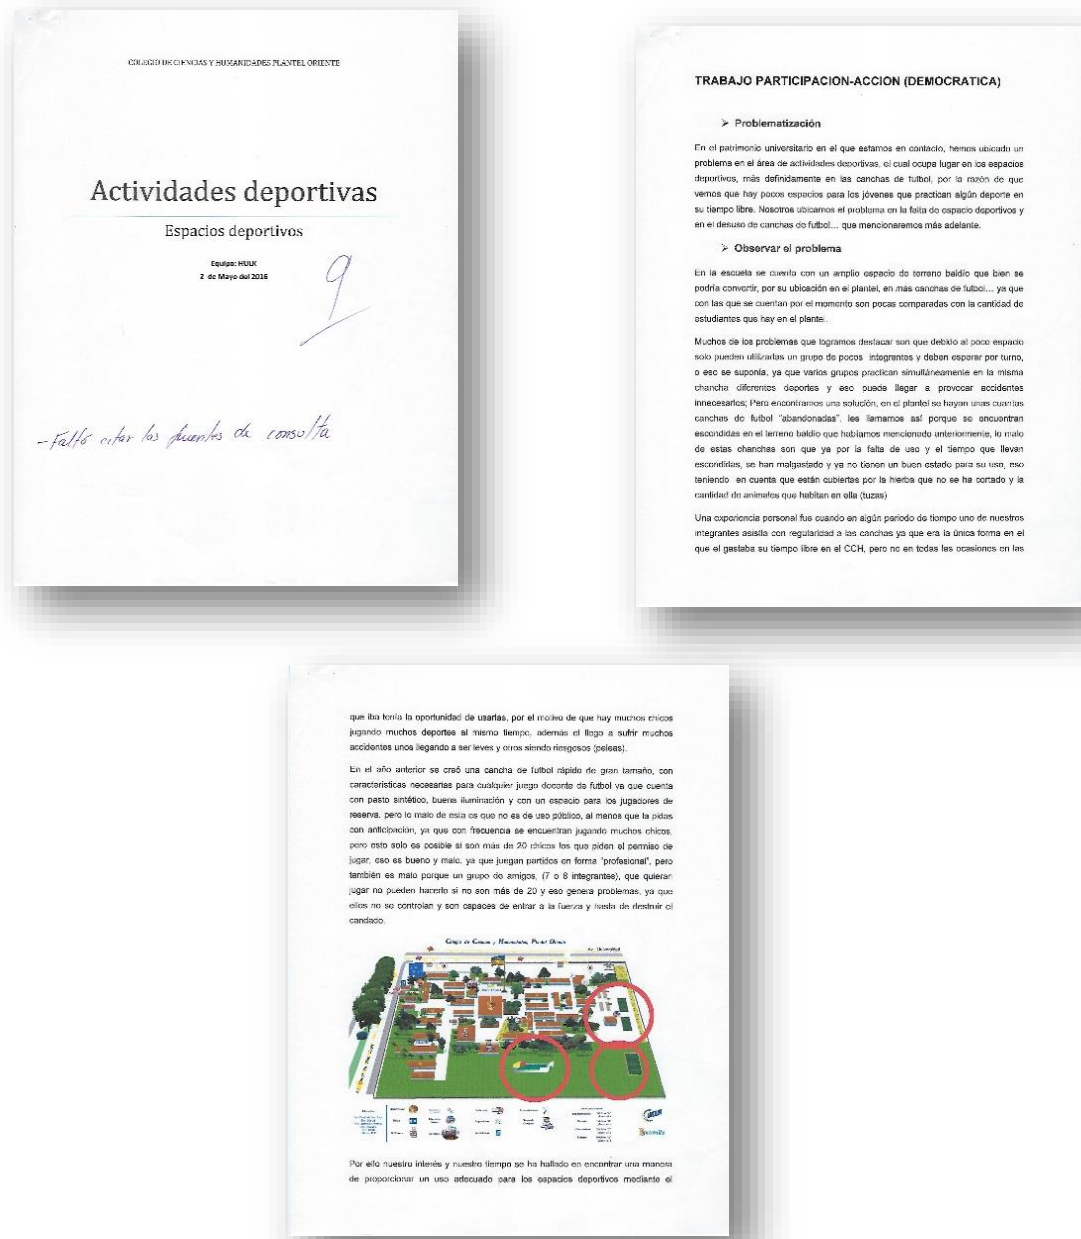 COLEGIO DE CIENCIAS Y HUMANIDADES PLANTEL ORIENTE
Actividades deportivas
Espacios deportivos
Equipo: HULK
2 de Mayo del 2016
9
- Faltó citar las fuentes de consulta
TRABAJO PARTICIPACION-ACCION (DEMOCRATICA)
➢ Problematización
En el patrimonio universitario en el que estamos en contacto, hemos ubicado un
problema en el área de actividades deportivas, el cual ocupa lugar en los espacios
deportivos, más definidamente en las canchas de futbol, por la razón de que
vemos que hay pocos espacios para los jóvenes que practican algún deporte en
su tiempo libre. Nosotros ubicamos el problema en la falta de espacio deportivos y
en el desuso de canchas de futbol... que mencionaremos más adelante.
➢ Observar el problema
En la escuela se cuenta con un amplio espacio de terreno baldío que bien se
podría convertir, por su ubicación en el plantel, en más canchas de futbol... ya que
con las que se cuentan por el momento son pocas comparadas con la cantidad de
estudiantes que hay en el plantel.
Muchos de los problemas que logramos destacar son que debido al poco espacio
solo pueden utilizarlas un grupo de pocos integrantes y deben esperar por turno,
o eso se suponía, ya que varios grupos practican simultáneamente en la misma
chancha diferentes deportes y eso puede llegar a provocar accidentes
innecesarios; Pero encontramos una solución, en el plantel se hayan unas cuantas
canchas de futbol "abandonadas", les llamamos así porque se encuentran
escondidas en el terreno baldío que habíamos mencionado anteriormente, lo malo
de estas chanchas son que ya por la falta de uso y el tiempo que llevan
escondidas, se han malgastado y ya no tienen un buen estado para su uso, eso
teniendo en cuenta que están cubiertas por la hierba que no se ha cortado y la
cantidad de animales que habitan en ella (tuzas)
Una experiencia personal fue cuando en algún periodo de tiempo uno de nuestros
integrantes asistía con regularidad a las canchas ya que era la única forma en el
que el gastaba su tiempo libre en el CCH, pero no en todas las ocasiones en las
que iba tenía la oportunidad de usarlas, por el motivo de que hay muchos chicos
jugando muchos deportes al mismo tiempo, además el llego a sufrir muchos
accidentes unos llegando a ser leves y otros siendo riesgosos (peleas).
En el año anterior se creó una cancha de futbol rápido de gran tamaño, con
características necesarias para cualquier juego docente de futbol ya que cuenta
con pasto sintético, buena iluminación y con un espacio para los jugadores de
reserva, pero lo malo de esta es que no es de uso público, al menos que la pidas
con anticipación, ya que con frecuencia se encuentran jugando muchos chicos,
pero esto solo es posible si son más de 20 chicos los que piden el permiso de
jugar, eso es bueno y malo, ya que juegan partidos en forma "profesional", pero
también es malo porque un grupo de amigos, (7 o 8 integrantes), que quieran
jugar no pueden hacerlo si no son más de 20 y eso genera problemas, ya que
ellos no se controlan y son capaces de entrar a la fuerza y hasta de destruir el
candado.
Colegio de Ciencias y Humanidades, Plantel Oriente
Av. Universidad
Por ello nuestro interés y nuestro tiempo se ha hallado en encontrar una manera
de proporcionar un uso adecuado para los espacios deportivos mediante el